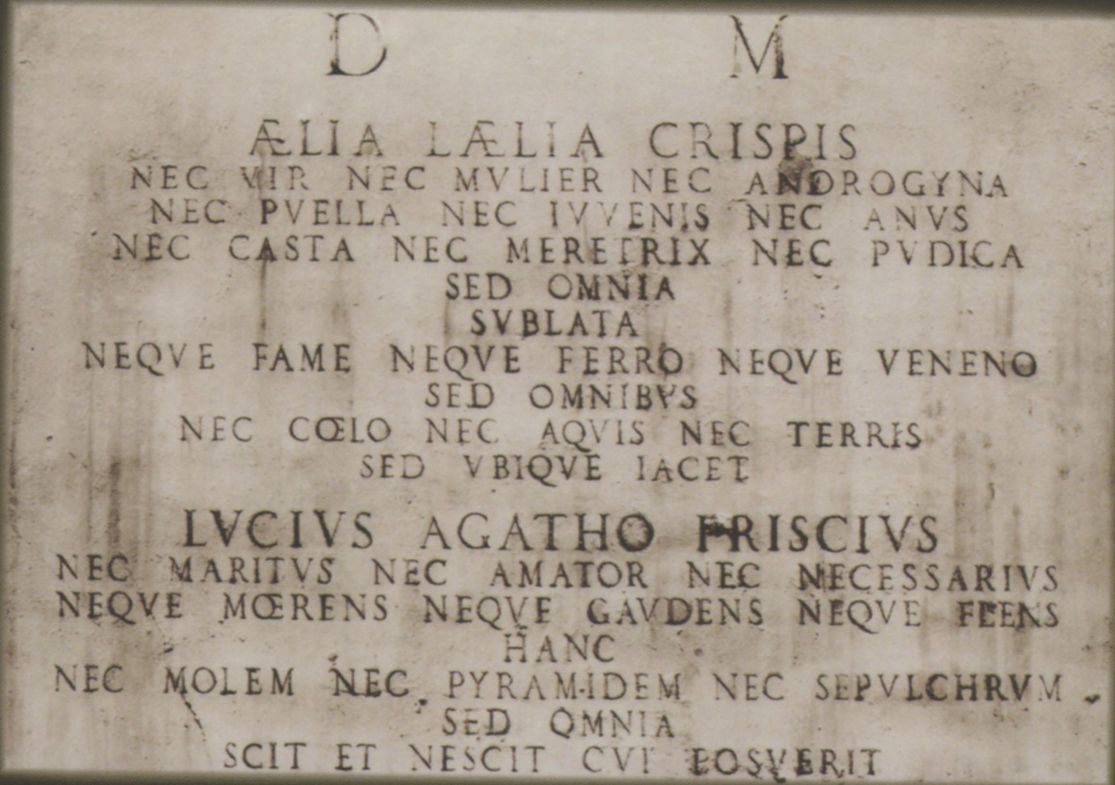 D M
ÆLIA LÆLIA CRISPIS
NEC VIR NEC MVLIER NEC ANDROGYNA
NEC PVELLA NEC IVVENIS NEC ANVS
NEC CASTA NEC MERETRIX NEC PVDICA
SED OMNIA
SVBLATA
NEQVE FAME NEQVE FERRO NEQVE VENENO
SED OMNIBVS
NEC CŒLO NEC AQVIS NEC TERRIS
SED VBIQVE IACET
LVCIVS AGATHO PRISCIVS
NEC MARITVS NEC AMATOR NEC NECESSARIVS
NEQVE MŒRENS NEQVE GAVDENS NEQVE FLENS
HANC
NEC MOLEM NEC PYRAMIDEM NEC SEPVLCHRVM
SED OMNIA
SCIT ET NESCIT CVI POSVERIT